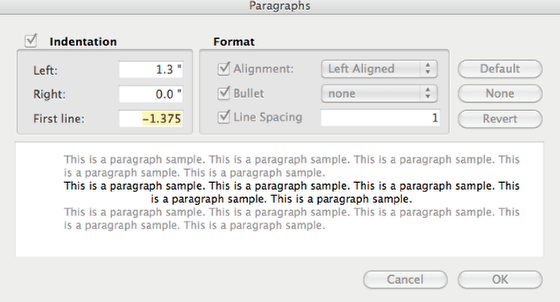 Paragraphs
Indentation
Format
Left: 1.3 "
Alignment: Left Aligned
Default
Right: 0.0 "
Bullet none
None
First line: -1.375
Line Spacing 1
Revert
This is a paragraph sample. This is a paragraph sample. This is a paragraph sample. This
is a paragraph sample. This is a paragraph sample.
This is a paragraph sample. This is a paragraph sample. This is a paragraph sample. This
is a paragraph sample. This is a paragraph sample.
This is a paragraph sample. This is a paragraph sample. This is a paragraph sample. This
is a paragraph sample. This is a paragraph sample.
Cancel
OK